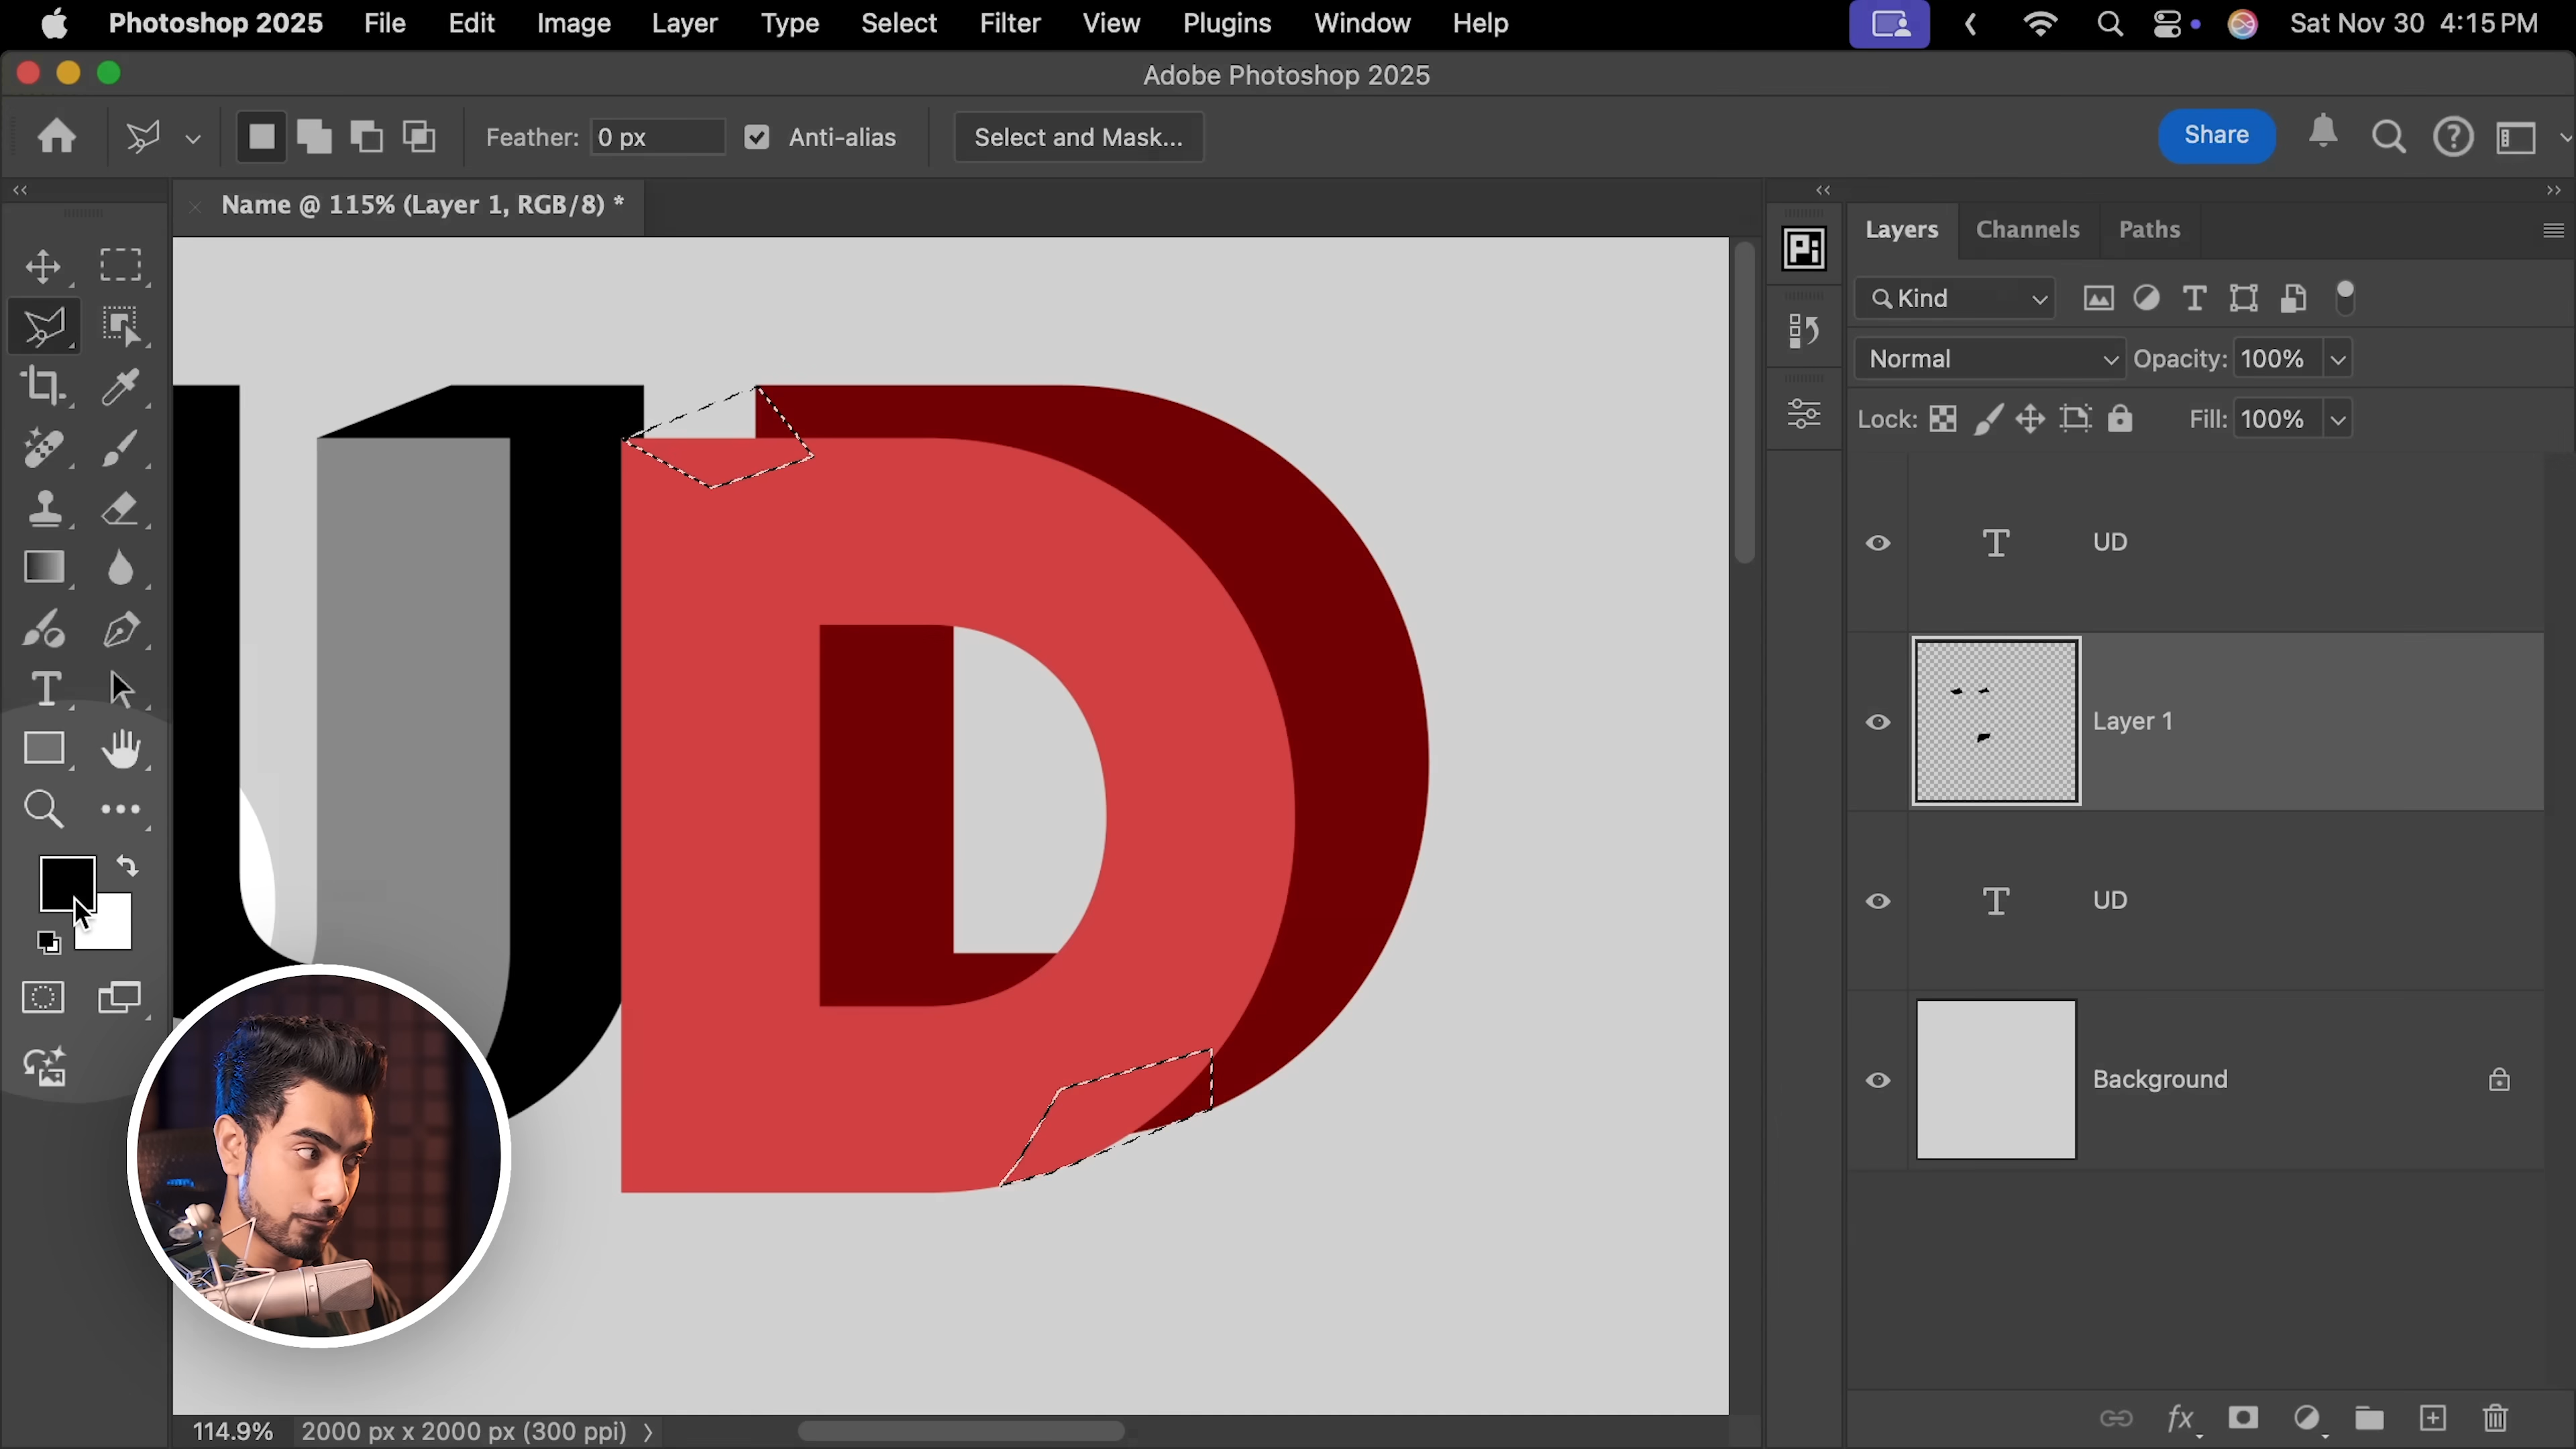 Photoshop 2025 File Edit Image Layer Type Select Filter View Plugins Window Help Sat Nov 30 4:15 PM
Adobe Photoshop 2025
Feather: 0 px Anti-alias Select and Mask... Share
Name @ 115% (Layer 1, RGB/8) *
Layers Channels Paths
Kind
Normal Opacity: 100%
Lock: Fill: 100%
UD
Layer 1
UD
Background
UD
114.9% 2000 px x 2000 px (300 ppi)